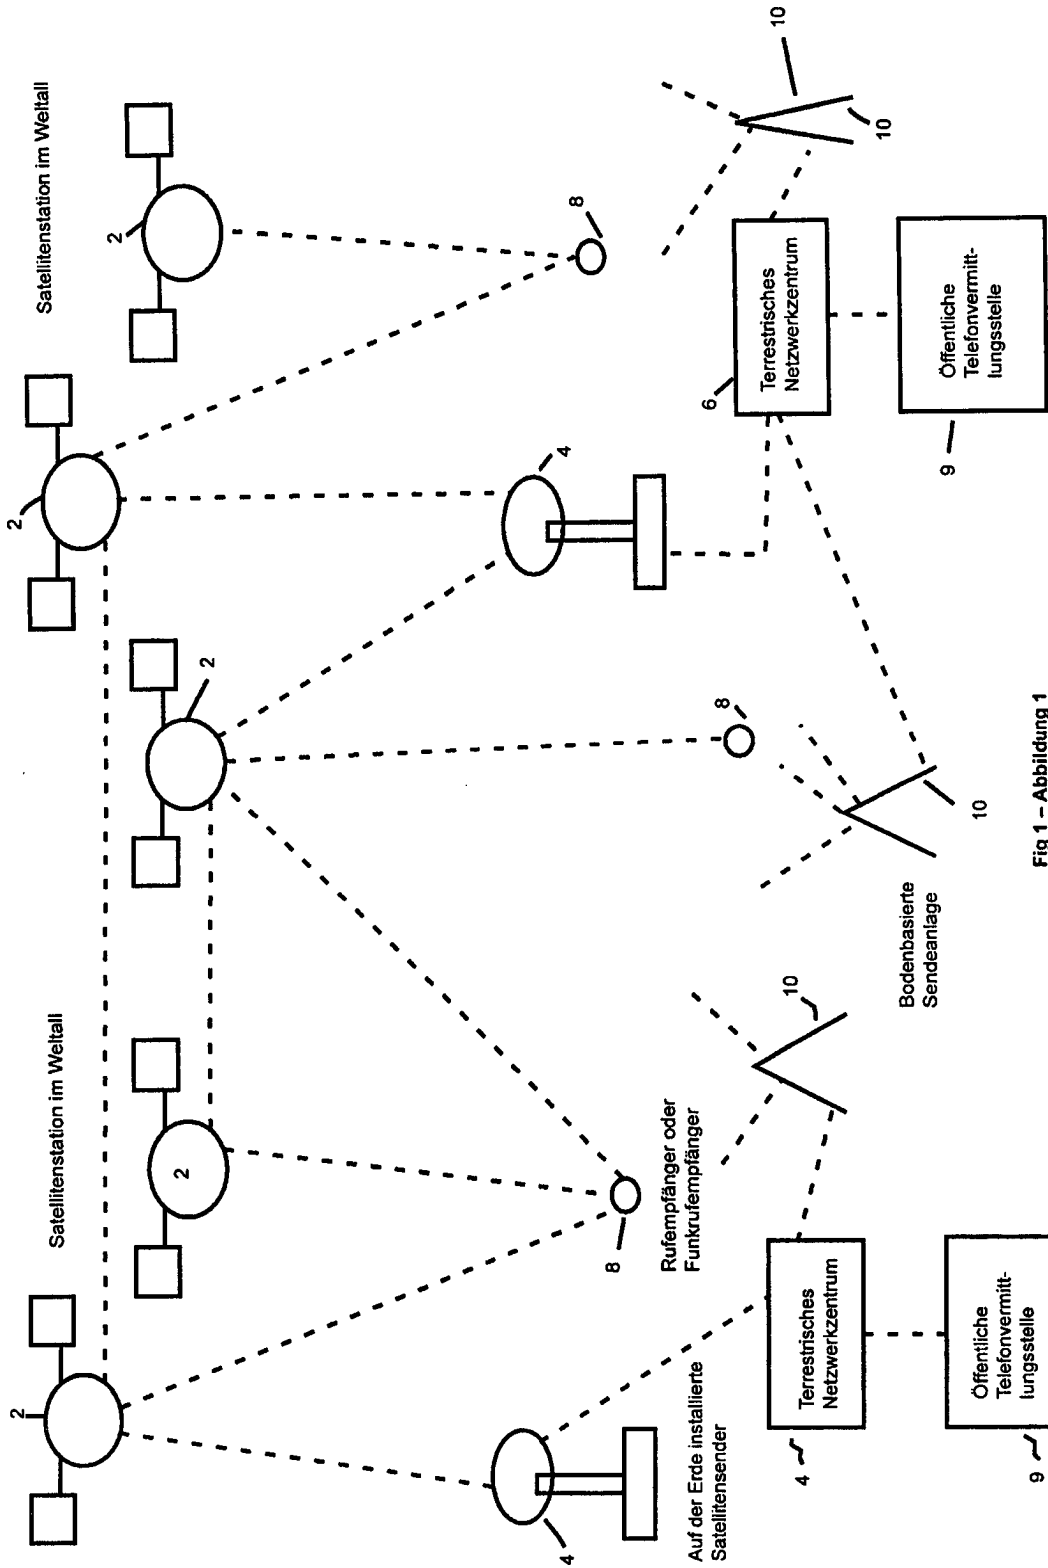 2
2
Satellitenstation im Weltall
Satellitenstation im Weltall
2
2
2
4
4
8
8
Rufempfänger oder
Funkrufempfänger
8
6
Auf der Erde installierte
Satellitensender
10
10
10
Terrestrisches
Netzwerkzentrum
Terrestrisches
Netzwerkzentrum
4
Bodenbasierte
Sendeanlage
10
Öffentliche
Telefonvermitt-
lungsstelle
9
Öffentliche
Telefonvermitt-
lungsstelle
9
Fig 1 – Abbildung 1